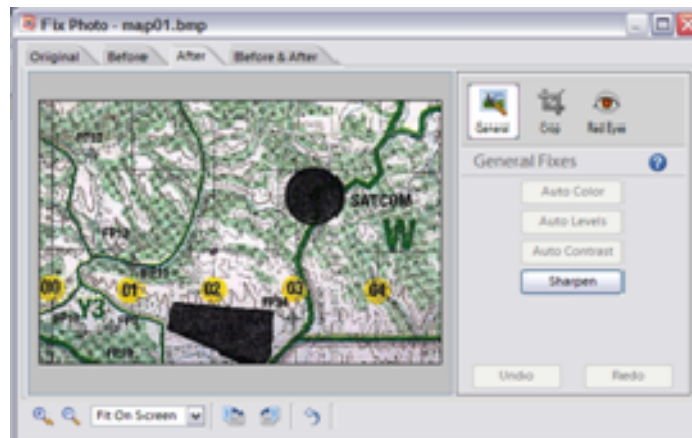 Fix Photo - map01.bmp
Original Before After Before & After
General Crop Red Eyes
General Fixes
Auto Color
Auto Levels
Auto Contrast
Sharpen
Undo Redo
SATCOM
W
00 01 02 03 04
Y3
Fit On Screen